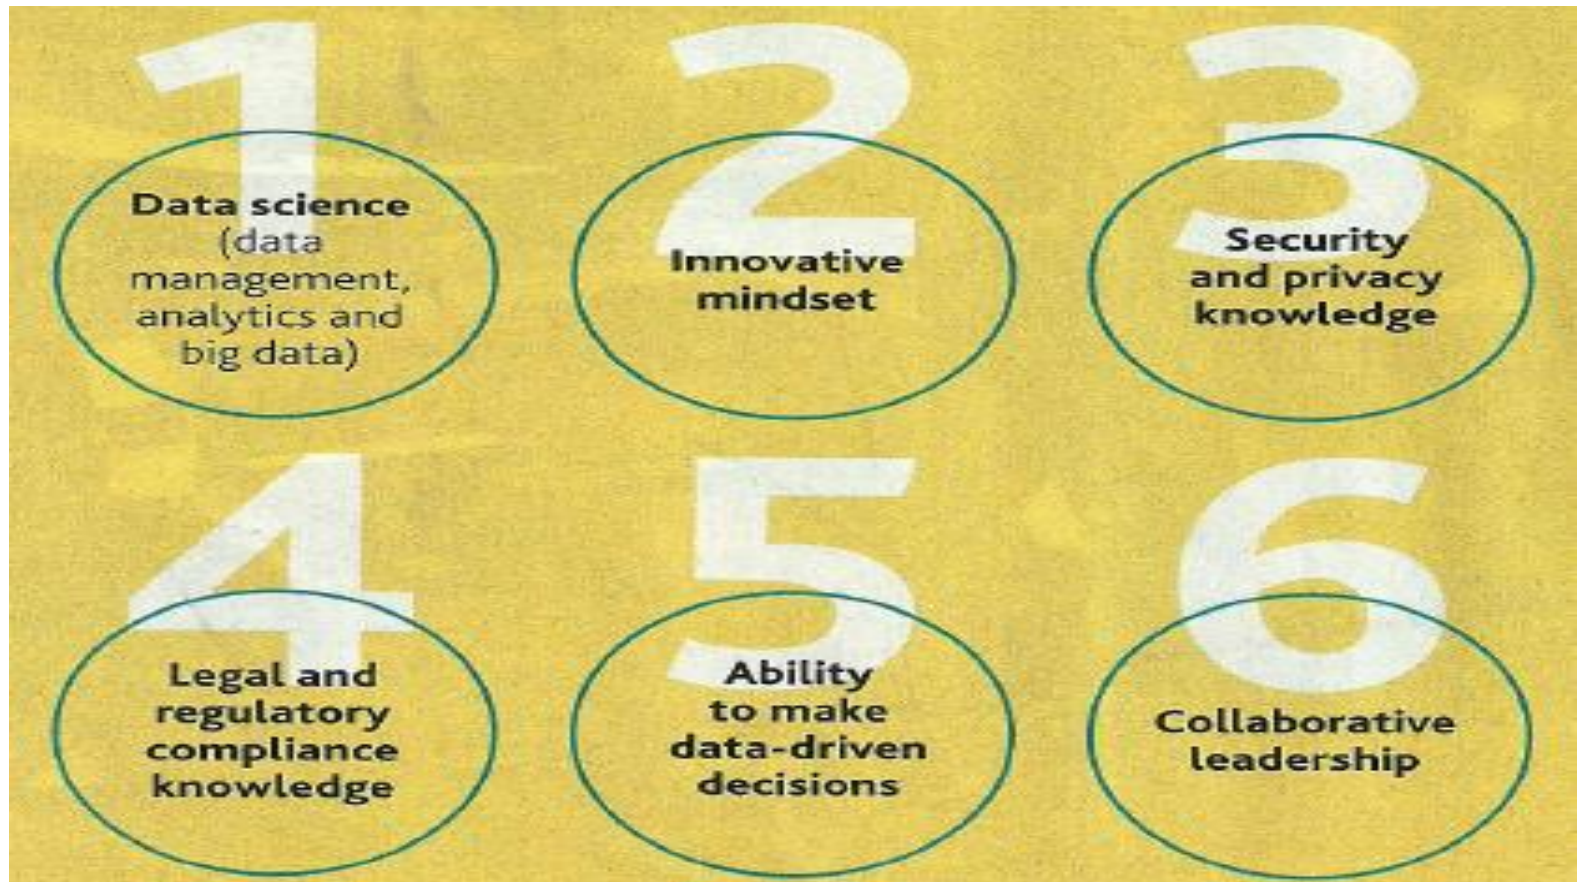 1
Data science
(data
management,
analytics and
big data)
2
Innovative
mindset
3
Security
and privacy
knowledge
4
Legal and
regulatory
compliance
knowledge
5
Ability
to make
data-driven
decisions
6
Collaborative
leadership